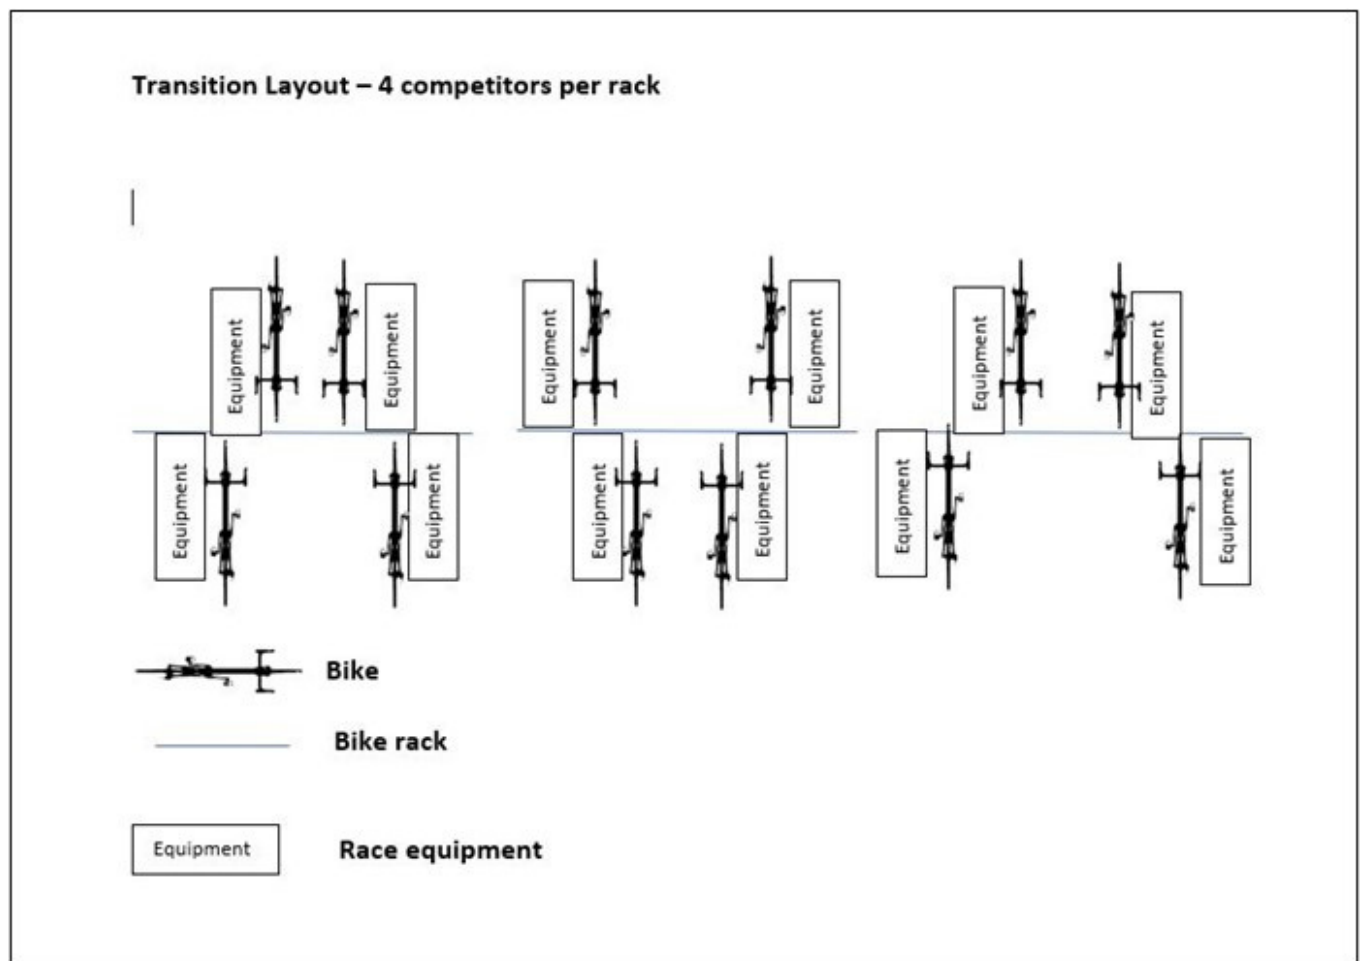 Transition Layout – 4 competitors per rack
Equipment
Equipment
Equipment
Equipment
Equipment
Equipment
Equipment
Equipment
Equipment
Equipment
Equipment
Equipment
Bike
Bike rack
Equipment
Race equipment